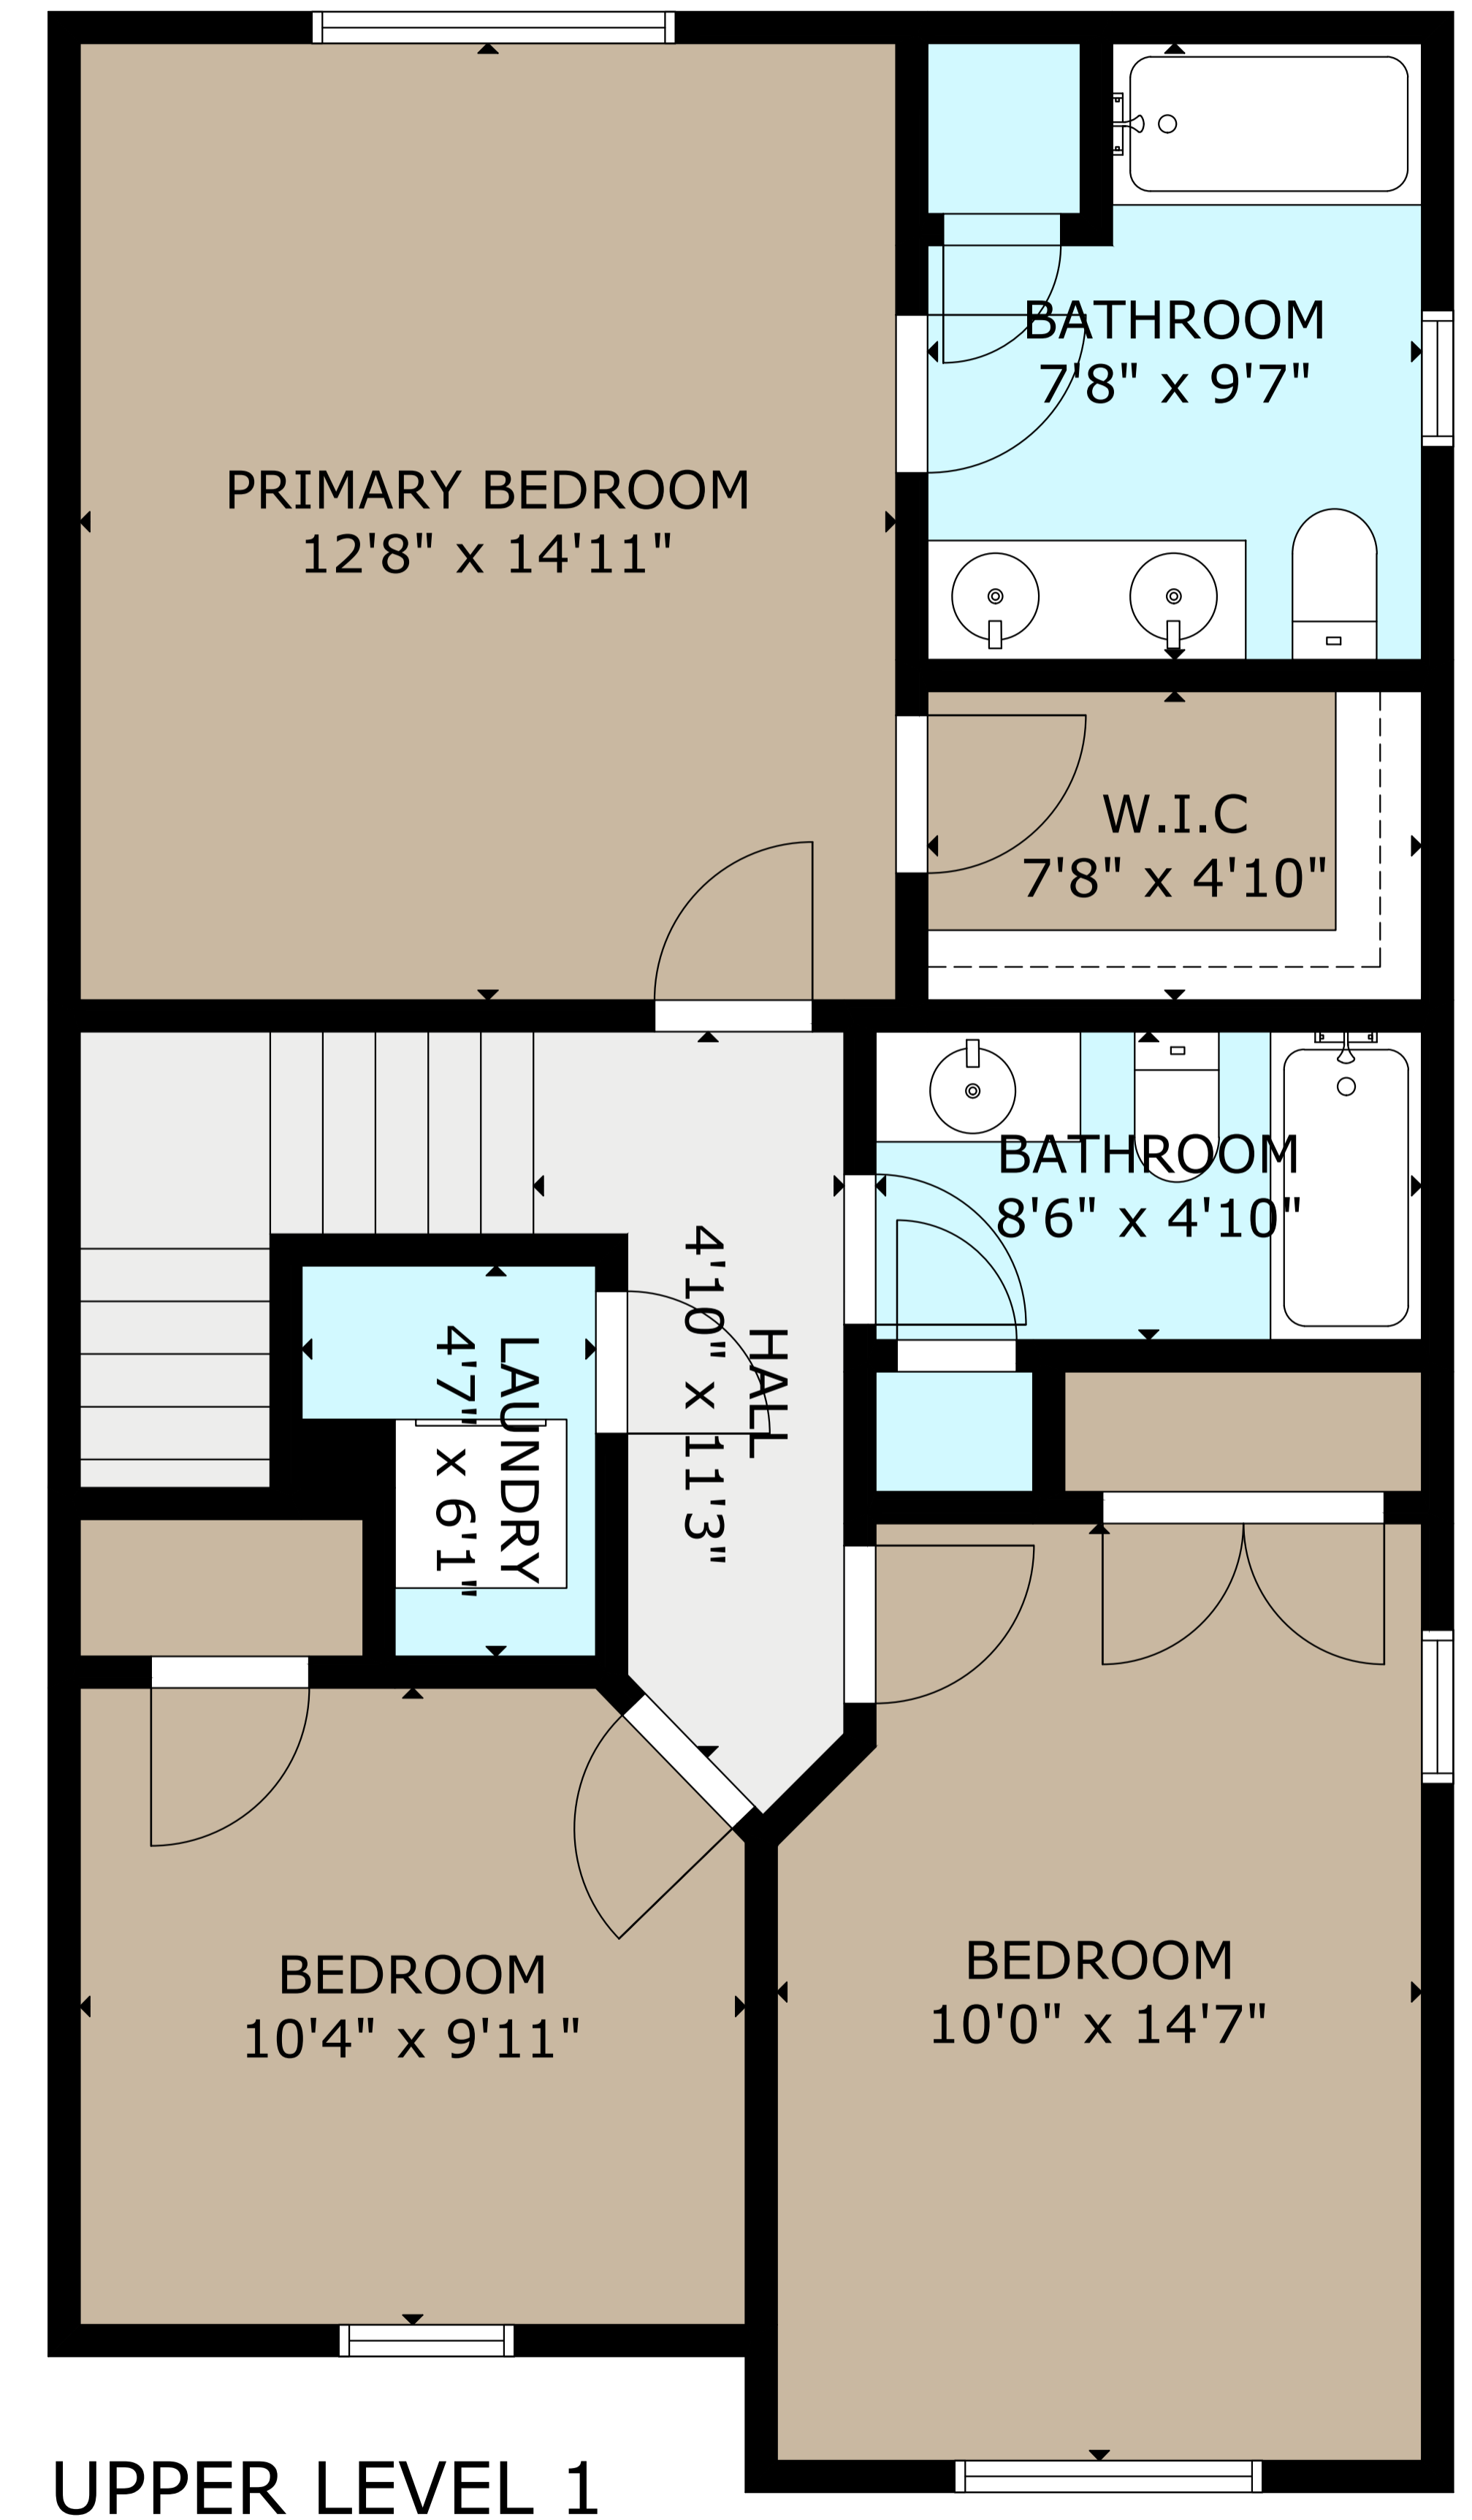 BATHROOM
7'8" x 9'7"
PRIMARY BEDROOM
12'8" x 14'11"
W.I.C
7'8" x 4'10"
BATHROOM
8'6" x 4'10"
HALL
4'10" x 11'3"
LAUNDRY
4'7" x 6'1"
BEDROOM
10'4" x 9'11"
BEDROOM
10'0" x 14'7"
UPPER LEVEL 1